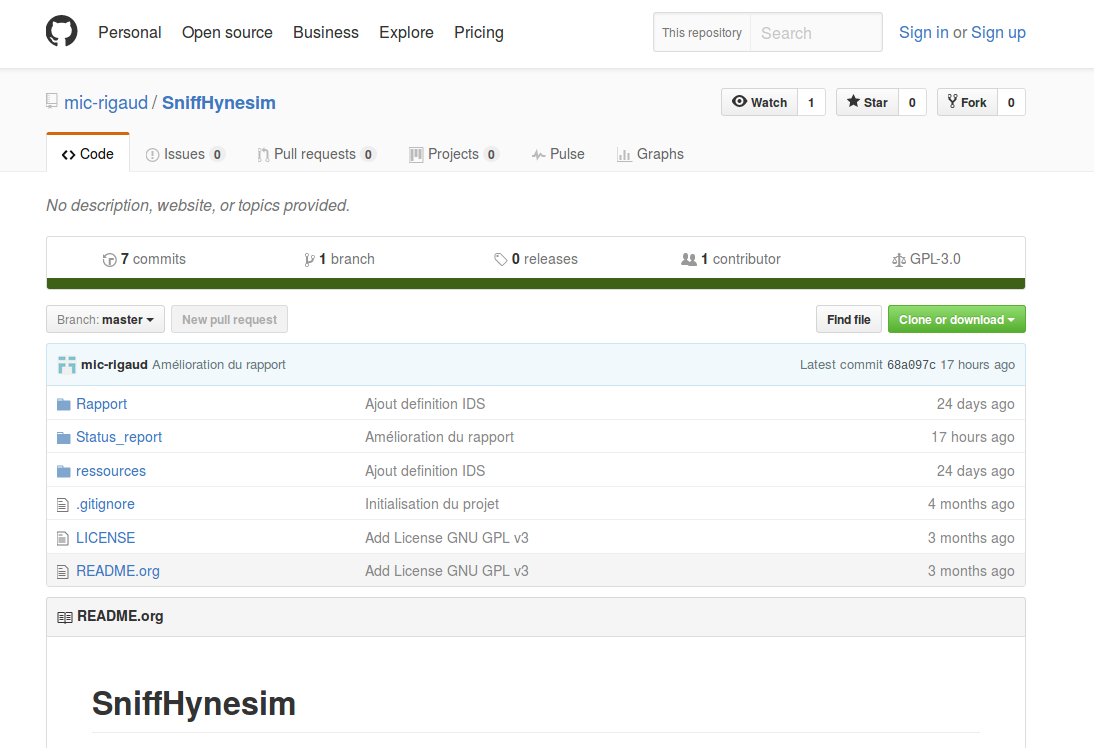 Personal Open source Business Explore Pricing This repository Search Sign in or Sign up
mic-rigaud / SniffHynesim Watch 1 Star 0 Fork 0
Code Issues 0 Pull requests 0 Projects 0 Pulse Graphs
No description, website, or topics provided.
7 commits 1 branch 0 releases 1 contributor GPL-3.0
Branch: master New pull request Find file Clone or download
mic-rigaud Amélioration du rapport Latest commit 68a097c 17 hours ago
Rapport Ajout definition IDS 24 days ago
Status_report Amélioration du rapport 17 hours ago
ressources Ajout definition IDS 24 days ago
.gitignore Initialisation du projet 4 months ago
LICENSE Add License GNU GPL v3 3 months ago
README.org Add License GNU GPL v3 3 months ago
README.org
SniffHynesim